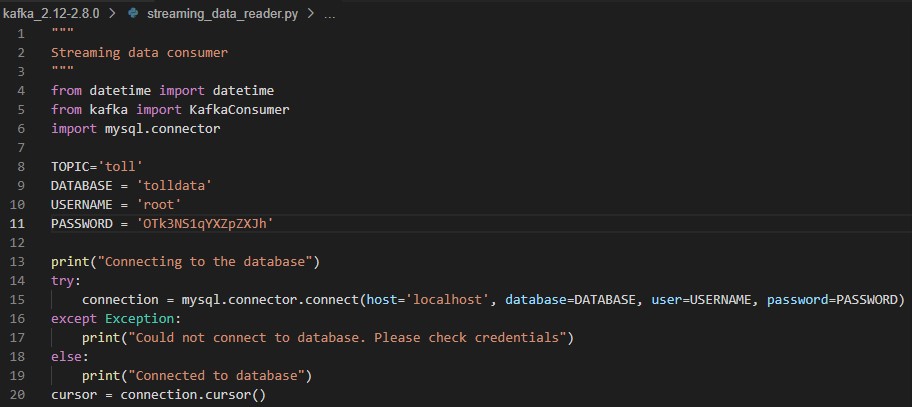 kafka_2.12-2.8.0 > streaming_data_reader.py > ...
1 """
2 Streaming data consumer
3 """
4 from datetime import datetime
5 from kafka import KafkaConsumer
6 import mysql.connector
7
8 TOPIC='toll'
9 DATABASE = 'tolldata'
10 USERNAME = 'root'
11 PASSWORD = 'OTk3NS1qYXZpZXJh'
12
13 print("Connecting to the database")
14 try:
15     connection = mysql.connector.connect(host='localhost', database=DATABASE, user=USERNAME, password=PASSWORD)
16 except Exception:
17     print("Could not connect to database. Please check credentials")
18 else:
19     print("Connected to database")
20 cursor = connection.cursor()